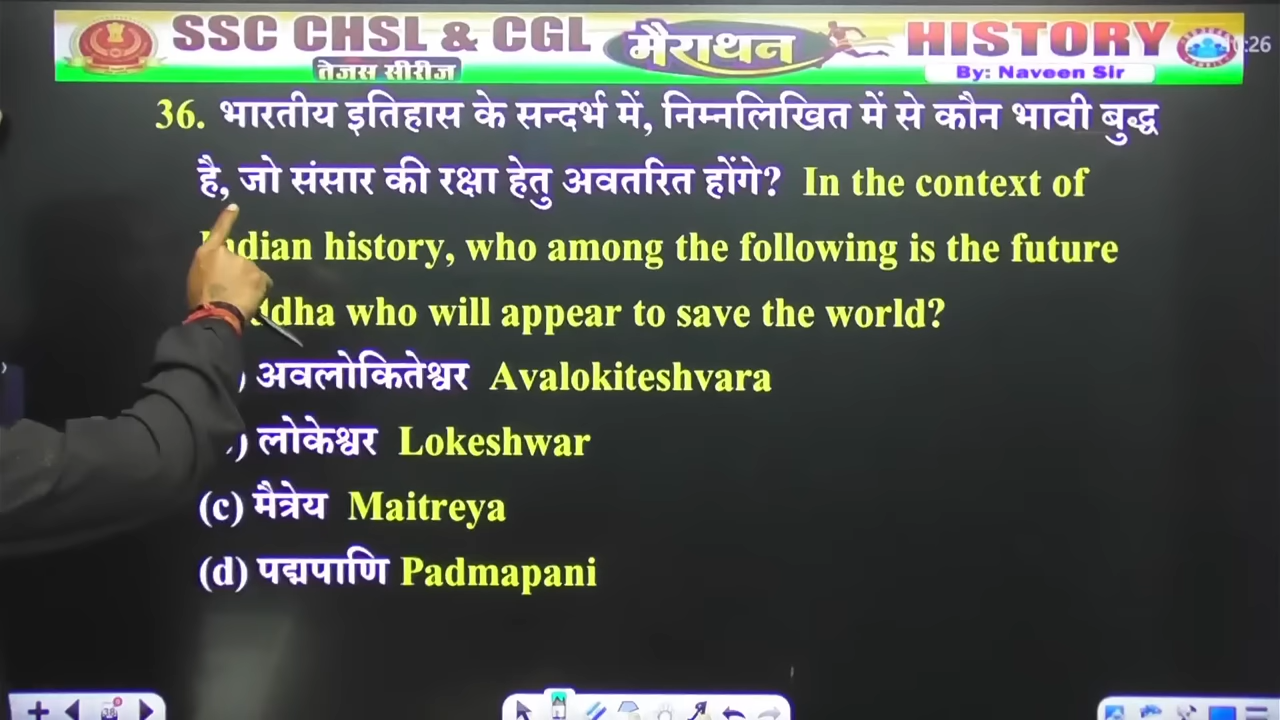 SSC CHSL & CGL मैराथन HISTORY
तेजस सीरीज By: Naveen Sir
36. भारतीय इतिहास के सन्दर्भ में, निम्नलिखित में से कौन भावी बुद्ध
है, जो संसार की रक्षा हेतु अवतरित होंगे? In the context of
Indian history, who among the following is the future
ddha who will appear to save the world?
) अवलोकितेश्वर Avalokiteshvara
) लोकेश्वर Lokeshwar
(c) मैत्रेय Maitreya
(d) पद्मपाणि Padmapani